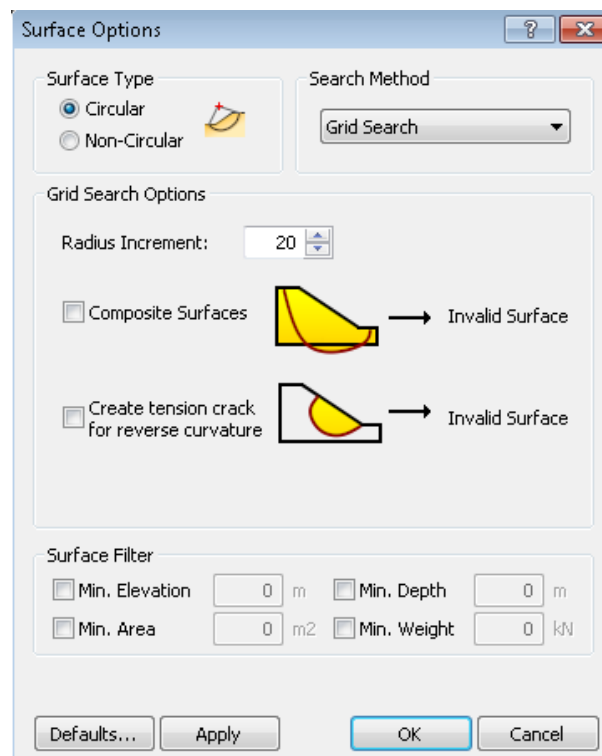 Surface Options
Surface Type
Circular
Non-Circular
Search Method
Grid Search
Grid Search Options
Radius Increment: 20
Composite Surfaces
Invalid Surface
Create tension crack
for reverse curvature
Invalid Surface
Surface Filter
Min. Elevation 0 m
Min. Depth 0 m
Min. Area 0 m2
Min. Weight 0 kN
Defaults...
Apply
OK
Cancel